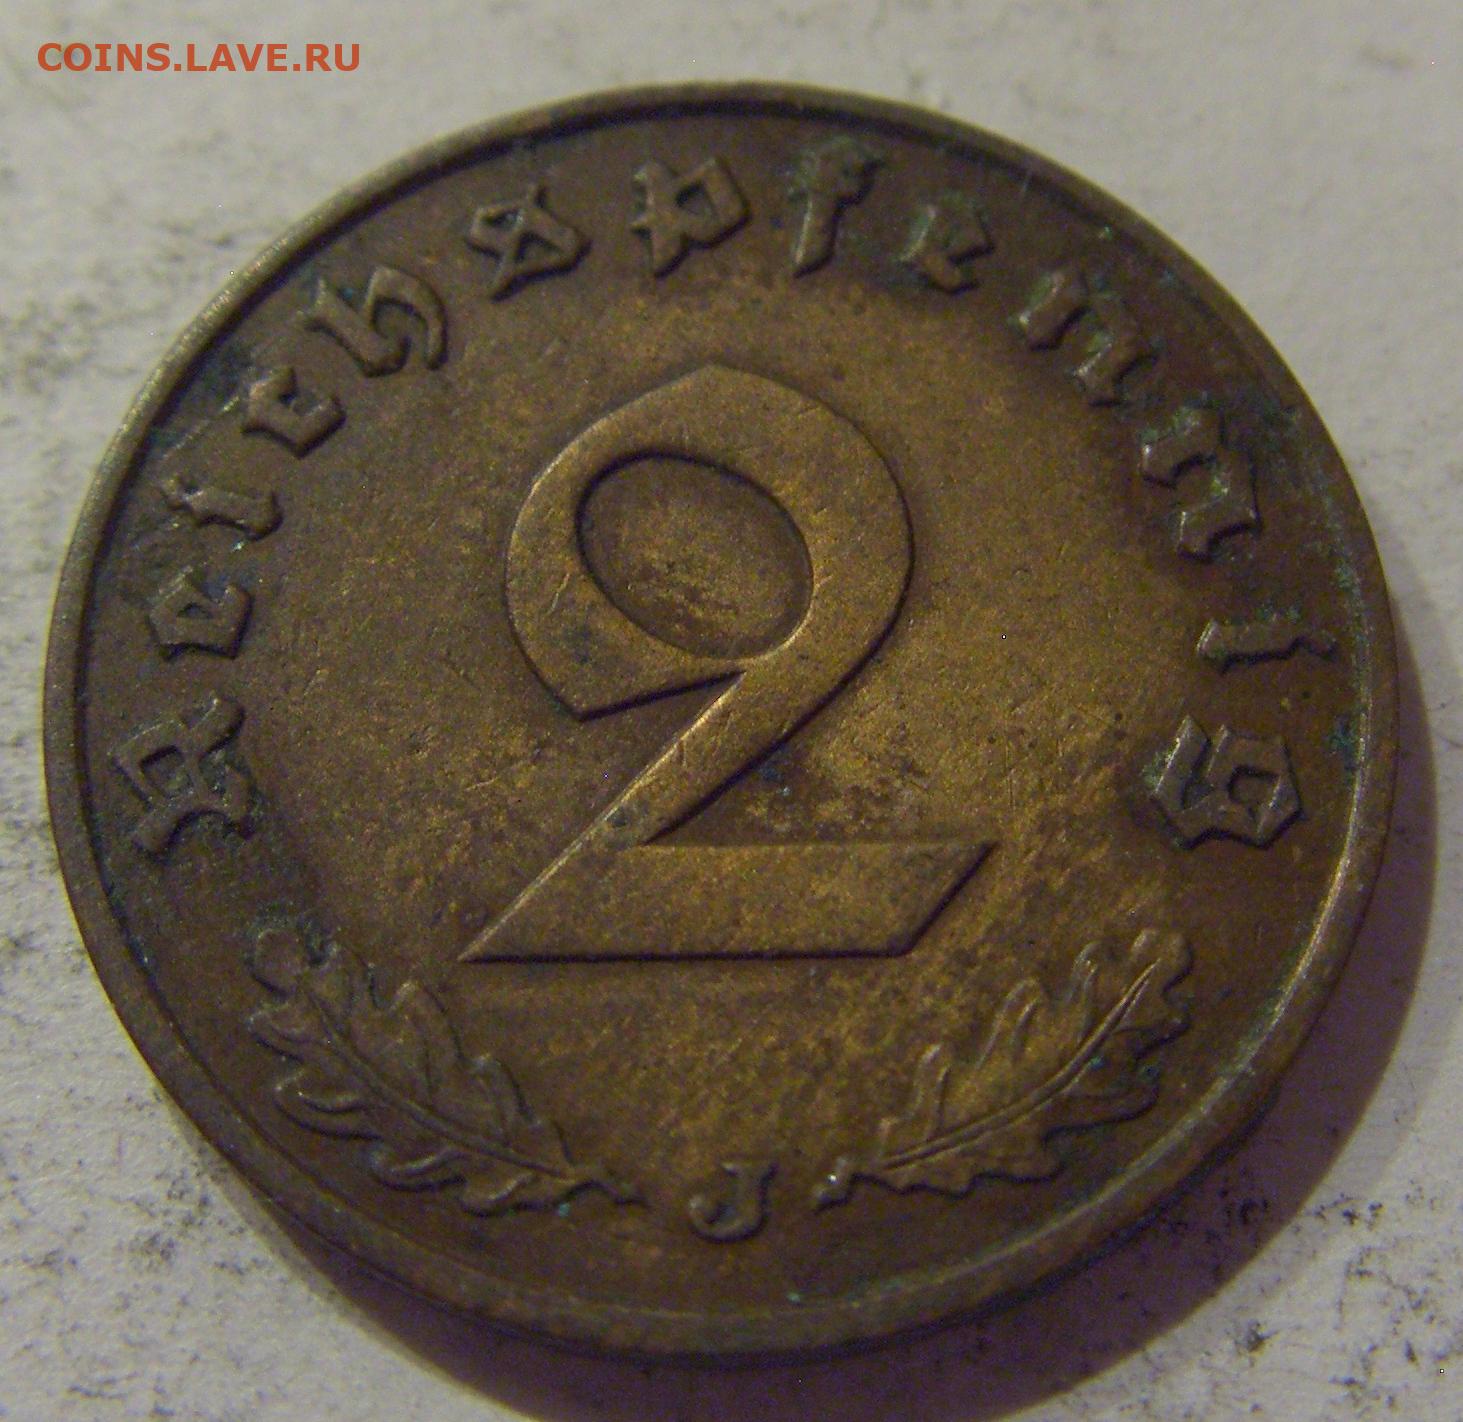 COINS.LAVE.RU
Reichspfennig
2
J